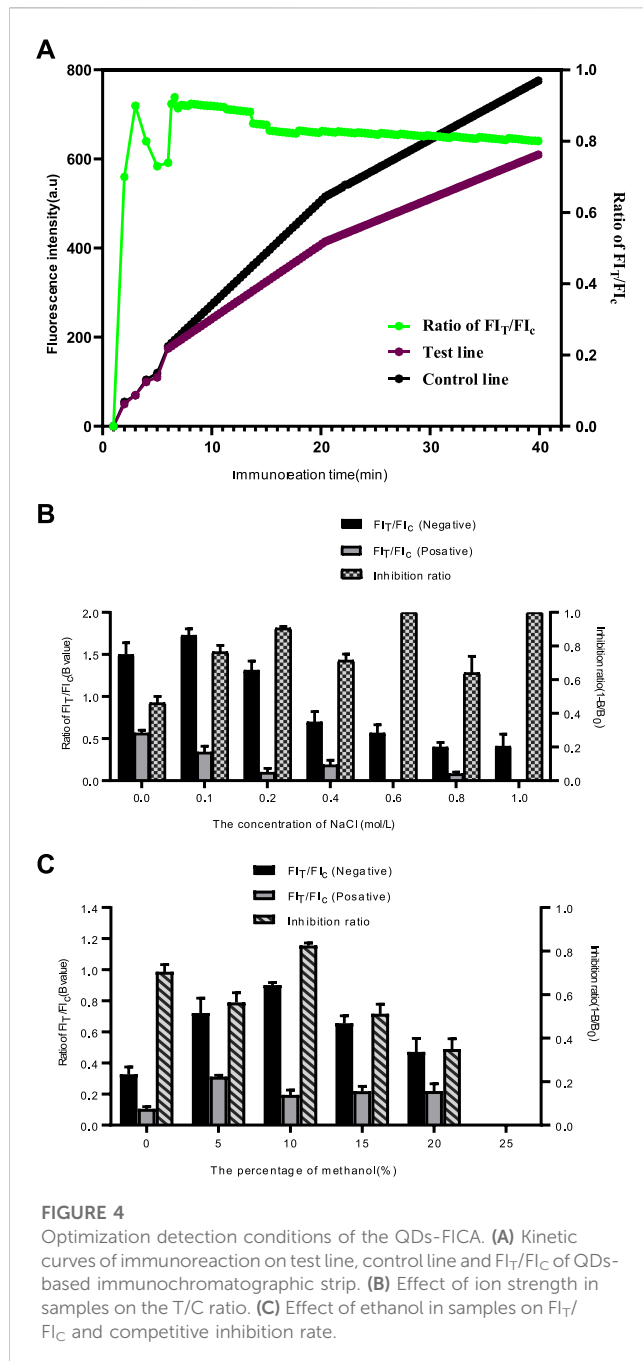 A
800
600
400
200
0
Fluorescence intensity(a.u)
1.0
0.8
0.6
0.4
0.2
0.0
Ratio of FIT/FIc
Ratio of FIT/FIc
Test line
Control line
0 10 20 30 40
Immunoreation time(min)
B
FIT/FIC (Negative)
FIT/FIC (Posative)
Inhibition ratio
2.0
1.5
1.0
0.5
0.0
Ratio of FIT/FIC(B value)
1.0
0.8
0.6
0.4
0.2
0.0
Inhibition ratio(1-B/B0)
0.0 0.1 0.2 0.4 0.6 0.8 1.0
The concentration of NaCl (mol/L)
C
FIT/FIC (Negative)
FIT/FIC (Posative)
Inhibition ratio
1.4
1.2
1.0
0.8
0.6
0.4
0.2
0.0
Ratio of FIT/FIC(B value)
1.0
0.8
0.6
0.4
0.2
0.0
Inhibition ratio(1-B/B0)
0 5 10 15 20 25
The percentage of methanol(%)
FIGURE 4
Optimization detection conditions of the QDs-FICA. (A) Kinetic
curves of immunoreaction on test line, control line and FIT/FIC of QDs-
based immunochromatographic strip. (B) Effect of ion strength in
samples on the T/C ratio. (C) Effect of ethanol in samples on FIT/
FIC and competitive inhibition rate.